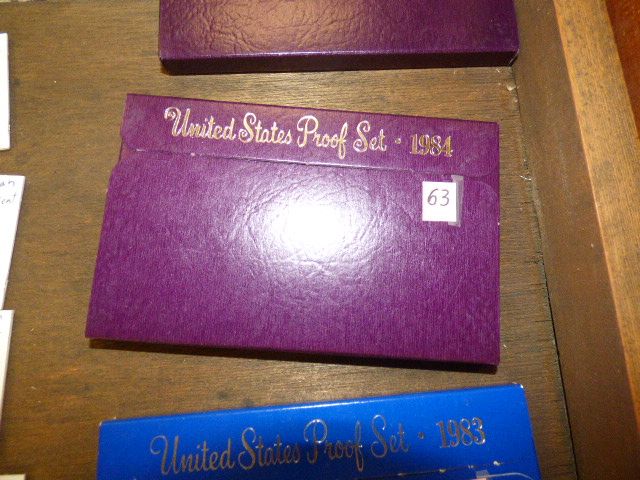 United States Proof Set · 1984
63
United States Proof Set · 1983